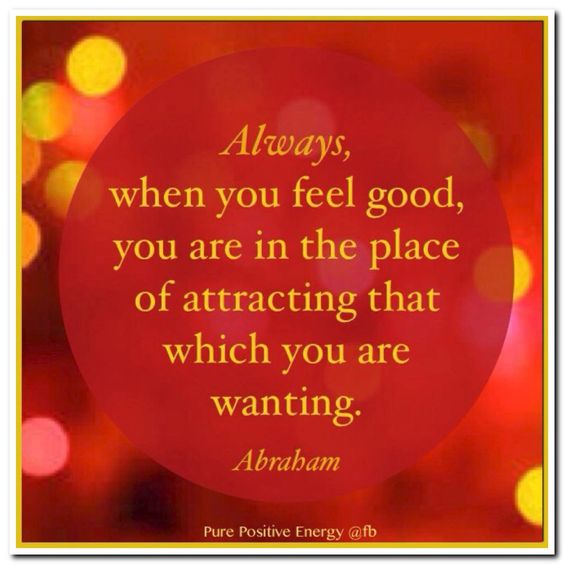 Always,
when you feel good,
you are in the place
of attracting that
which you are
wanting.
Abraham
Pure Positive Energy @fb